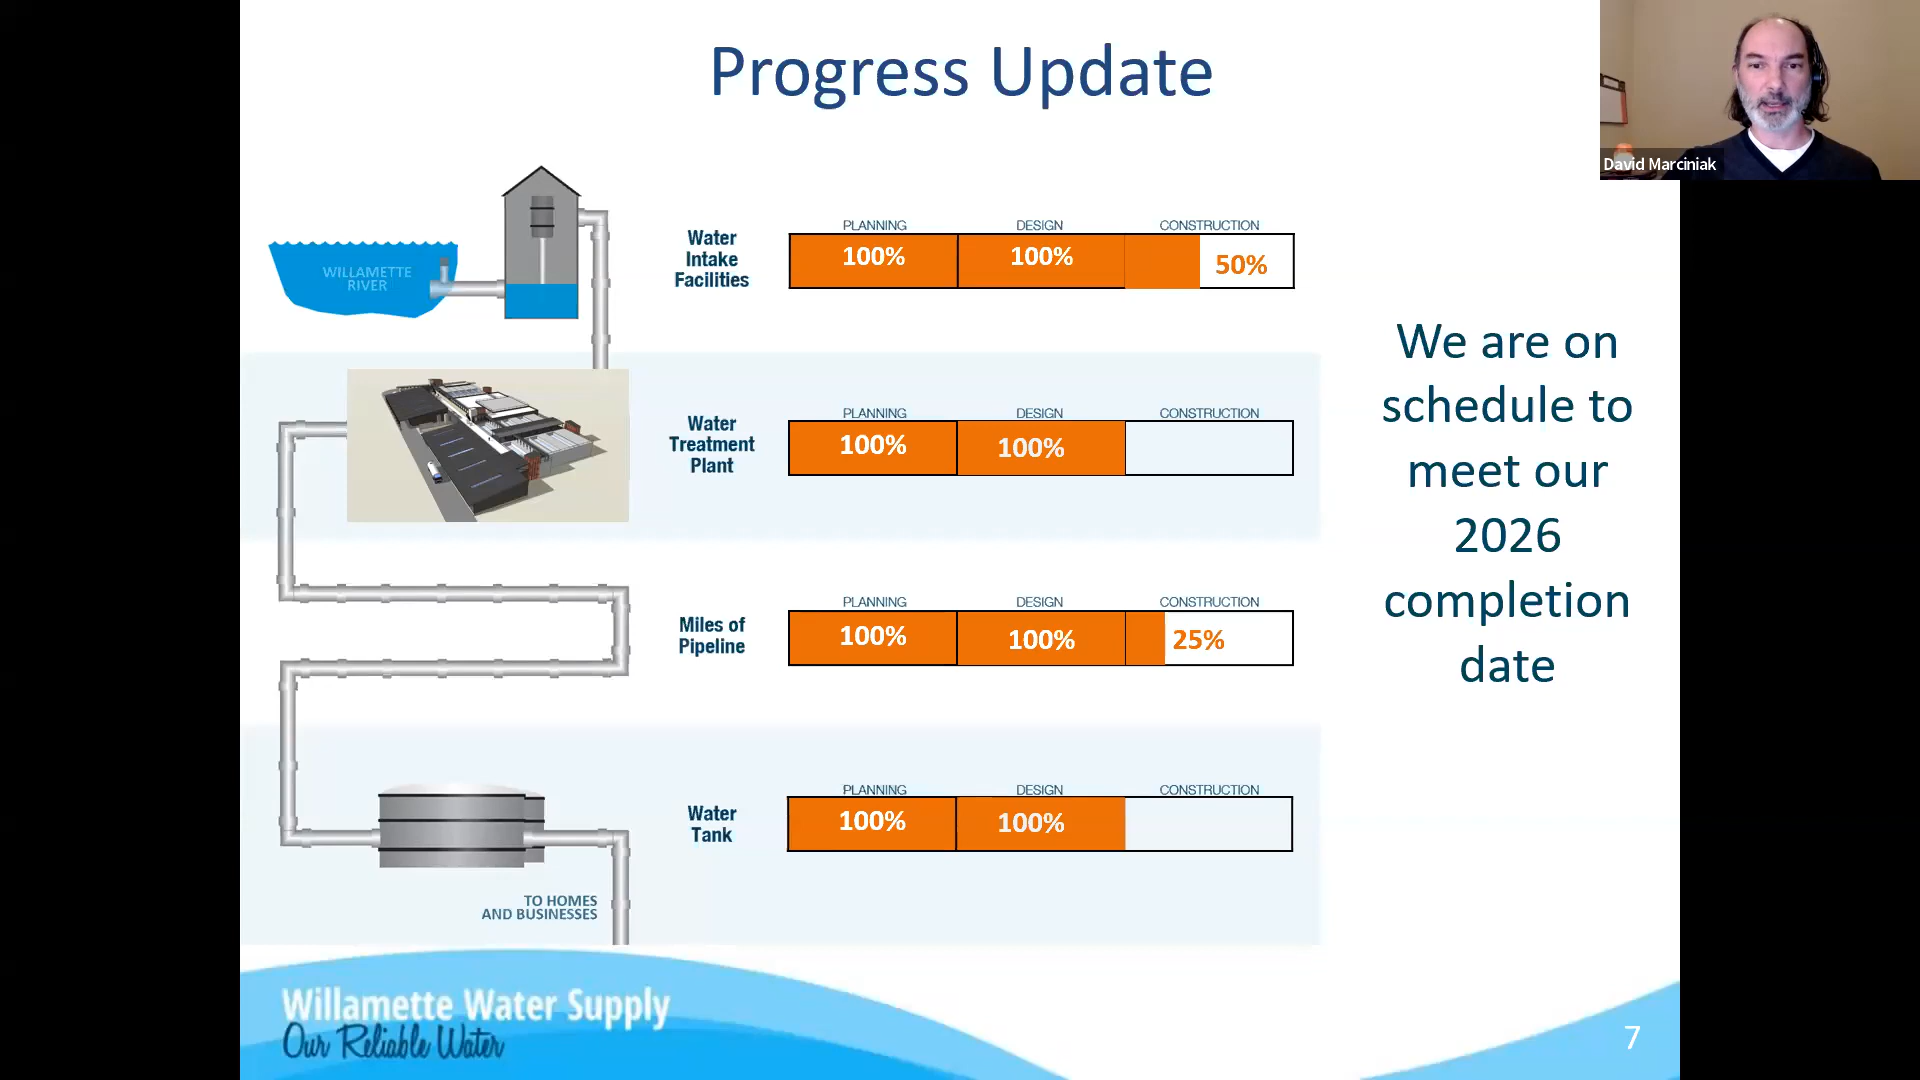 Progress Update
David Marciniak
WILLAMETTE
RIVER
Water
Intake
Facilities
PLANNING
DESIGN
CONSTRUCTION
100%
100%
50%
Water
Treatment
Plant
PLANNING
DESIGN
CONSTRUCTION
100%
100%
Miles of
Pipeline
PLANNING
DESIGN
CONSTRUCTION
100%
100%
25%
Water
Tank
PLANNING
DESIGN
CONSTRUCTION
100%
100%
TO HOMES
AND BUSINESSES
We are on
schedule to
meet our
2026
completion
date
Willamette Water Supply
Our Reliable Water
7